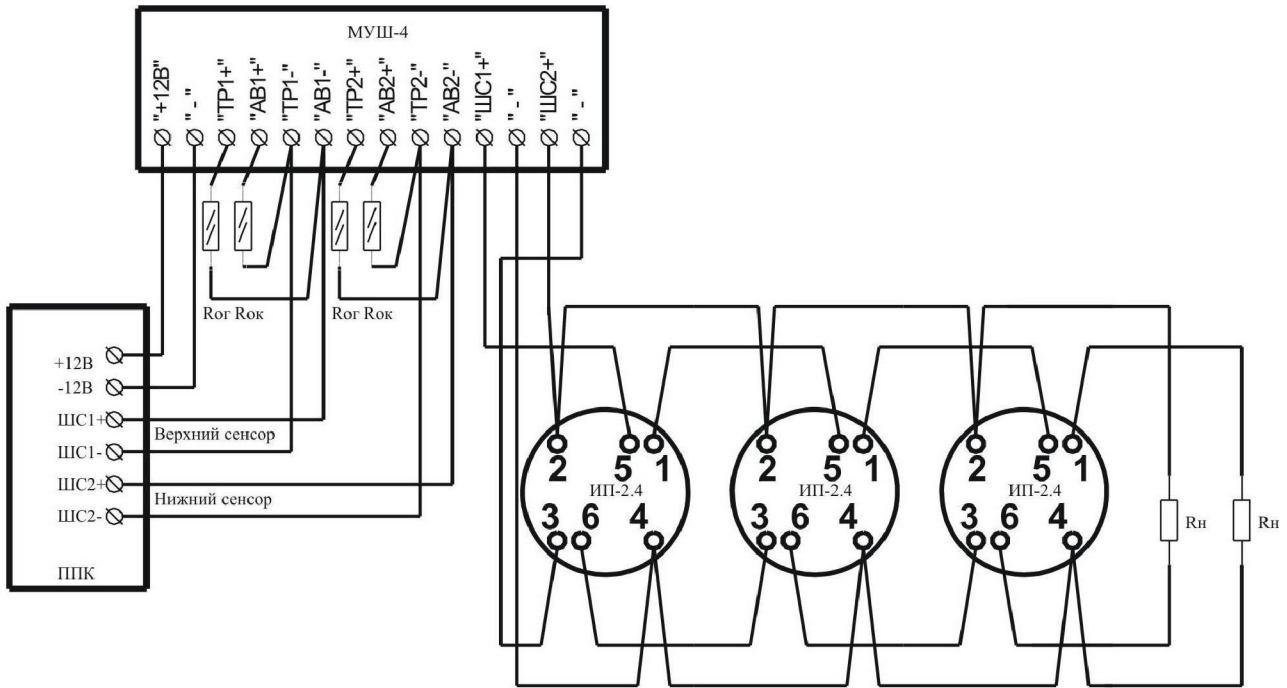 МУШ-4
"+12В"
"-"
"ТР1+"
"АВ1+"
"ТР1-"
"АВ1-"
"ТР2+"
"АВ2+"
"ТР2-"
"АВ2-"
"ШС1+"
"-"
"ШС2+"
"-"
Rог Rок
Rог Rок
+12В
-12В
ШС1+
Верхний сенсор
ШС1-
ШС2+
Нижний сенсор
ШС2-
ППК
2 5 1
ИП-2.4
3 6 4
2 5 1
ИП-2.4
3 6 4
2 5 1
ИП-2.4
3 6 4
Rн
Rн